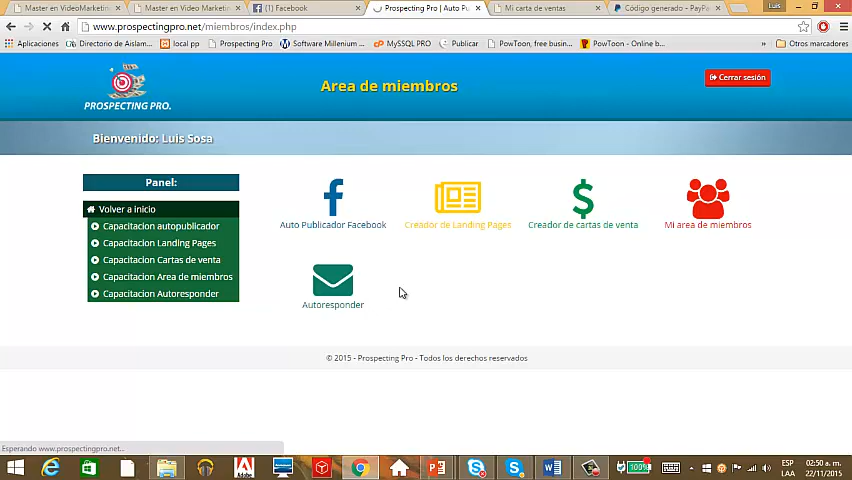 Master en VideoMarketin
Master en Video Marketin
(1) Facebook
Prospecting Pro | Auto Pu
Mi carta de ventas
Código generado - PayPa
Luis
www.prospectingpro.net/miembros/index.php
Aplicaciones
Directorio de Aislam...
local pp
Prospecting Pro
Software Millenium ...
MySSQL PRO
Publicar
PowToon, free busin...
PowToon - Online b...
»
Otros marcadores
PROSPECTING PRO.
Area de miembros
Cerrar sesión
Bienvenido: Luis Sosa
Panel:
Volver a inicio
Capacitacion autopublicador
Capacitacion Landing Pages
Capacitacion Cartas de venta
Capacitacion Area de miembros
Capacitacion Autoresponder
Auto Publicador Facebook
Creador de Landing Pages
Creador de cartas de venta
Mi area de miembros
Autoresponder
© 2015 - Prospecting Pro - Todos los derechos reservados
Esperando www.prospectingpro.net...
100%
ESP
LAA
02:50 a. m.
22/11/2015